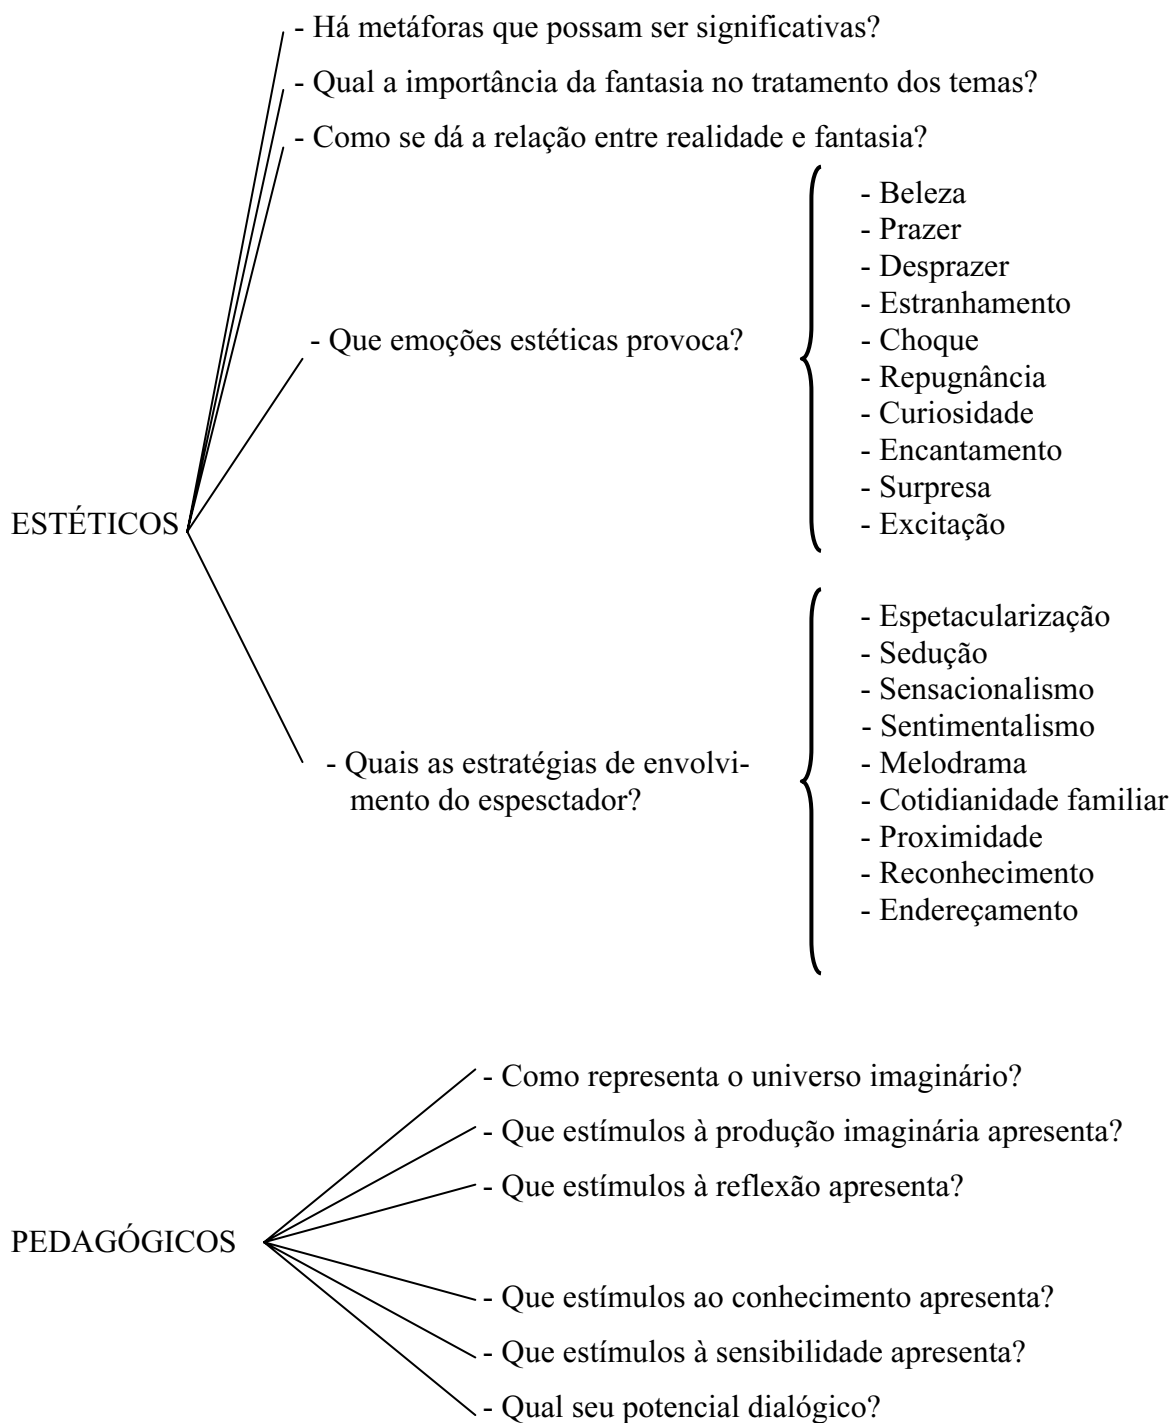 - Há metáforas que possam ser significativas?
- Qual a importância da fantasia no tratamento dos temas?
- Como se dá a relação entre realidade e fantasia?
- Que emoções estéticas provoca?
- Beleza
- Prazer
- Desprazer
- Estranhamento
- Choque
- Repugnância
- Curiosidade
- Encantamento
- Surpresa
- Excitação
ESTÉTICOS
- Quais as estratégias de envolvi-
mento do espesctador?
- Espetacularização
- Sedução
- Sensacionalismo
- Sentimentalismo
- Melodrama
- Cotidianidade familiar
- Proximidade
- Reconhecimento
- Endereçamento
PEDAGÓGICOS
- Como representa o universo imaginário?
- Que estímulos à produção imaginária apresenta?
- Que estímulos à reflexão apresenta?
- Que estímulos ao conhecimento apresenta?
- Que estímulos à sensibilidade apresenta?
- Qual seu potencial dialógico?